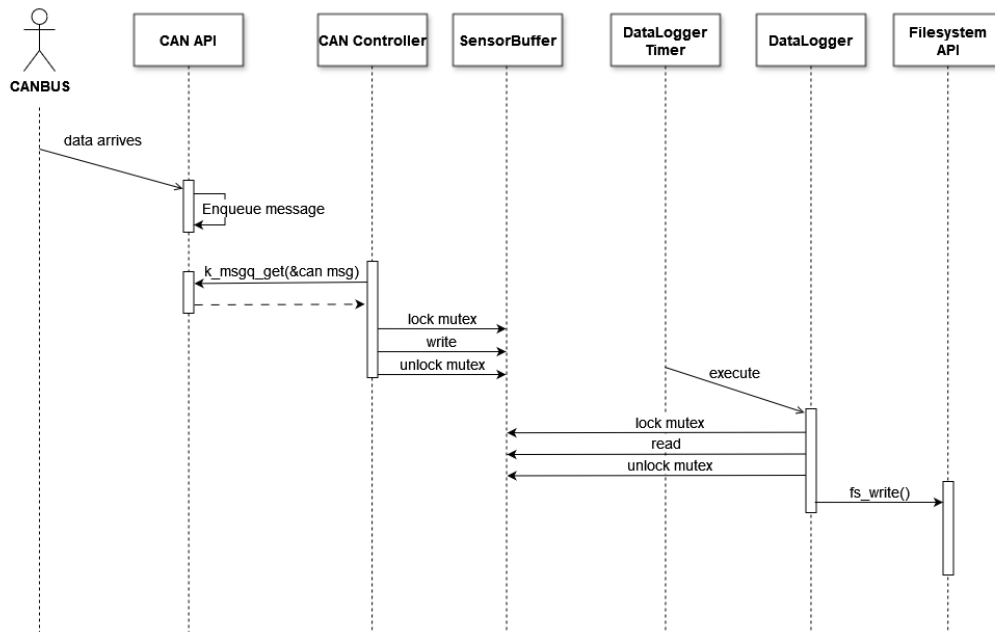 CANBUS
CAN API
CAN Controller
SensorBuffer
DataLogger
Timer
DataLogger
Filesystem
API
data arrives
Enqueue message
k_msgq_get(&can msg)
lock mutex
write
unlock mutex
execute
lock mutex
read
unlock mutex
fs_write()